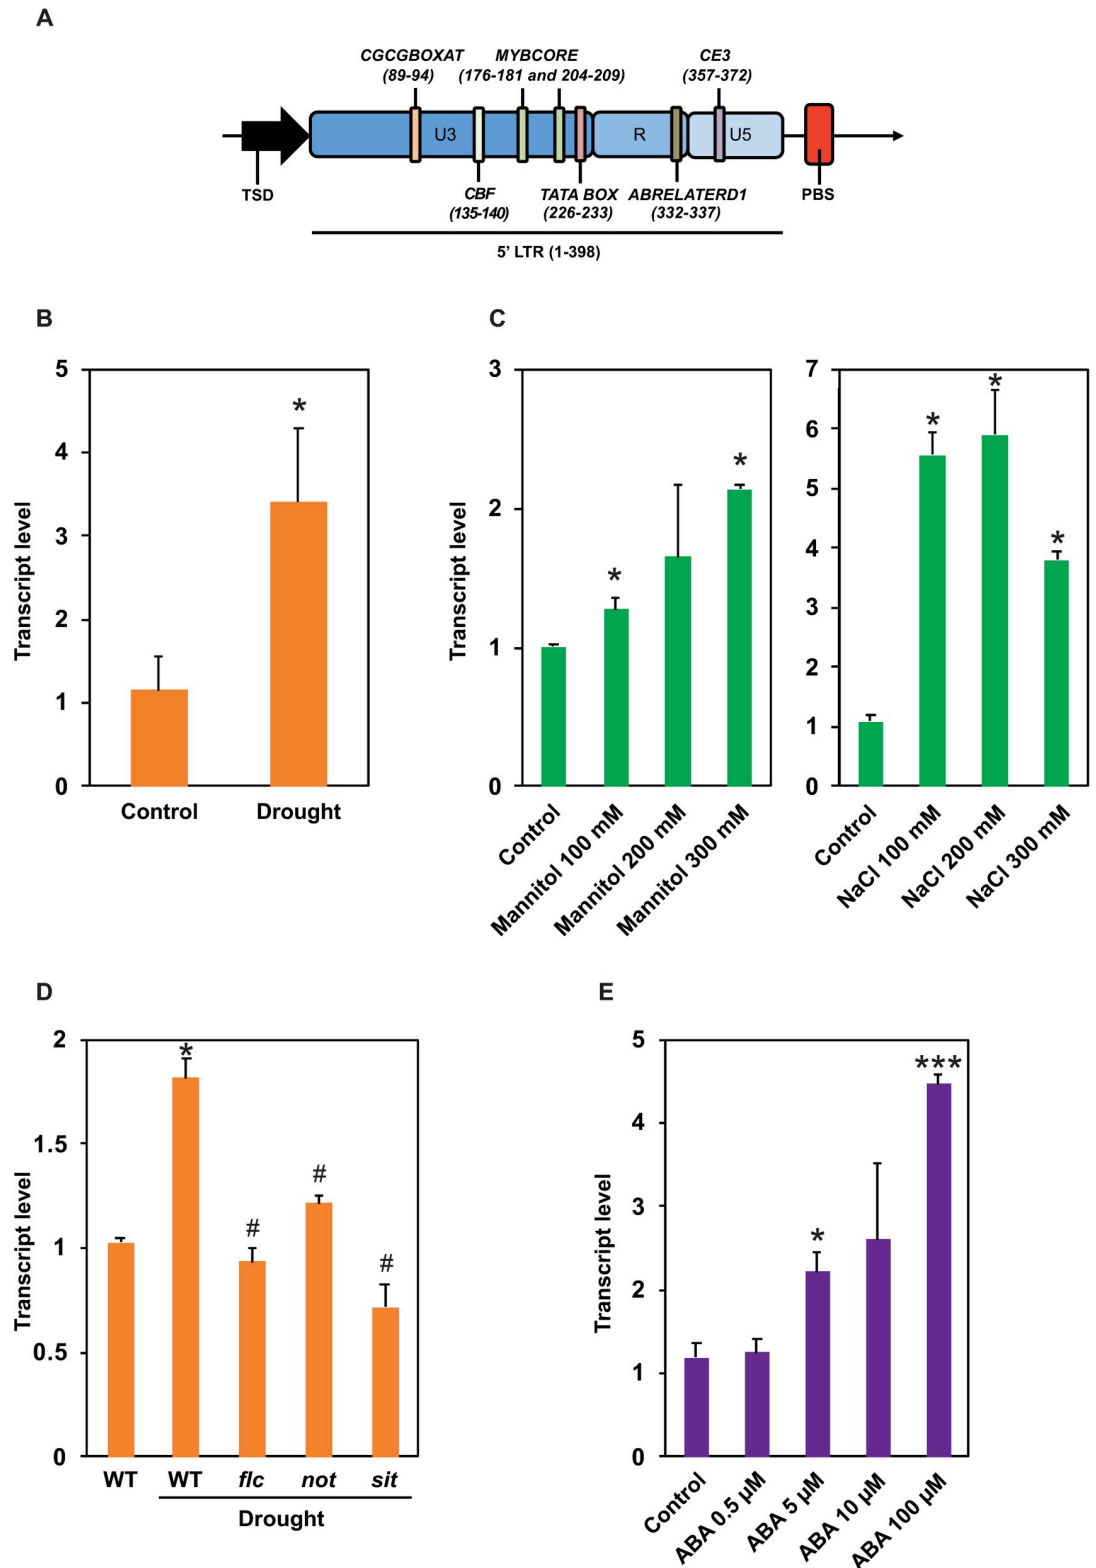 A
CGCGBOXAT MYBCORE CE3
(89-94) (176-181 and 204-209) (357-372)
U3 R U5
TSD CBF TATA BOX ABRELATERD1 PBS
(135-140) (226-233) (332-337)
5' LTR (1-398)
B
5
4
3
2
1
0
Transcript level
*
Control Drought
C
3
2
1
0
Transcript level
*
*
Control
Mannitol 100 mM
Mannitol 200 mM
Mannitol 300 mM
7
6
5
4
3
2
1
0
*
*
*
Control
NaCl 100 mM
NaCl 200 mM
NaCl 300 mM
D
2
1.5
1
0.5
0
Transcript level
*
#
#
#
WT WT flc not sit
Drought
E
5
4
3
2
1
0
Transcript level
*
***
Control
ABA 0.5 µM
ABA 5 µM
ABA 10 µM
ABA 100 µM